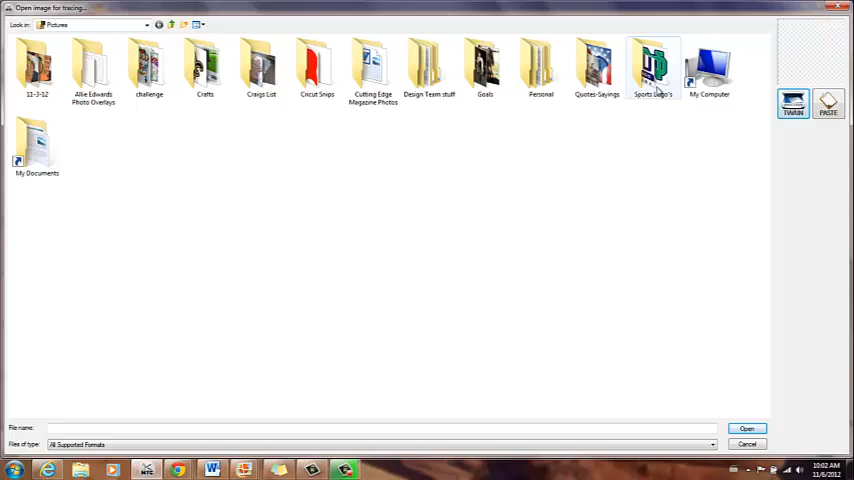 Open image for tracing...
Look in: Pictures
11-3-12
Allie Edwards Photo Overlays
challenge
Crafts
Craigs List
Cricut Snips
Cutting Edge Magazine Photos
Design Team stuff
Goals
Personal
Quotes-Sayings
Sports Logo's
My Computer
TWAIN
PASTE
My Documents
File name:
Open
Files of type: All Supported Formats
Cancel
MTC
10:02 AM
11/6/2012